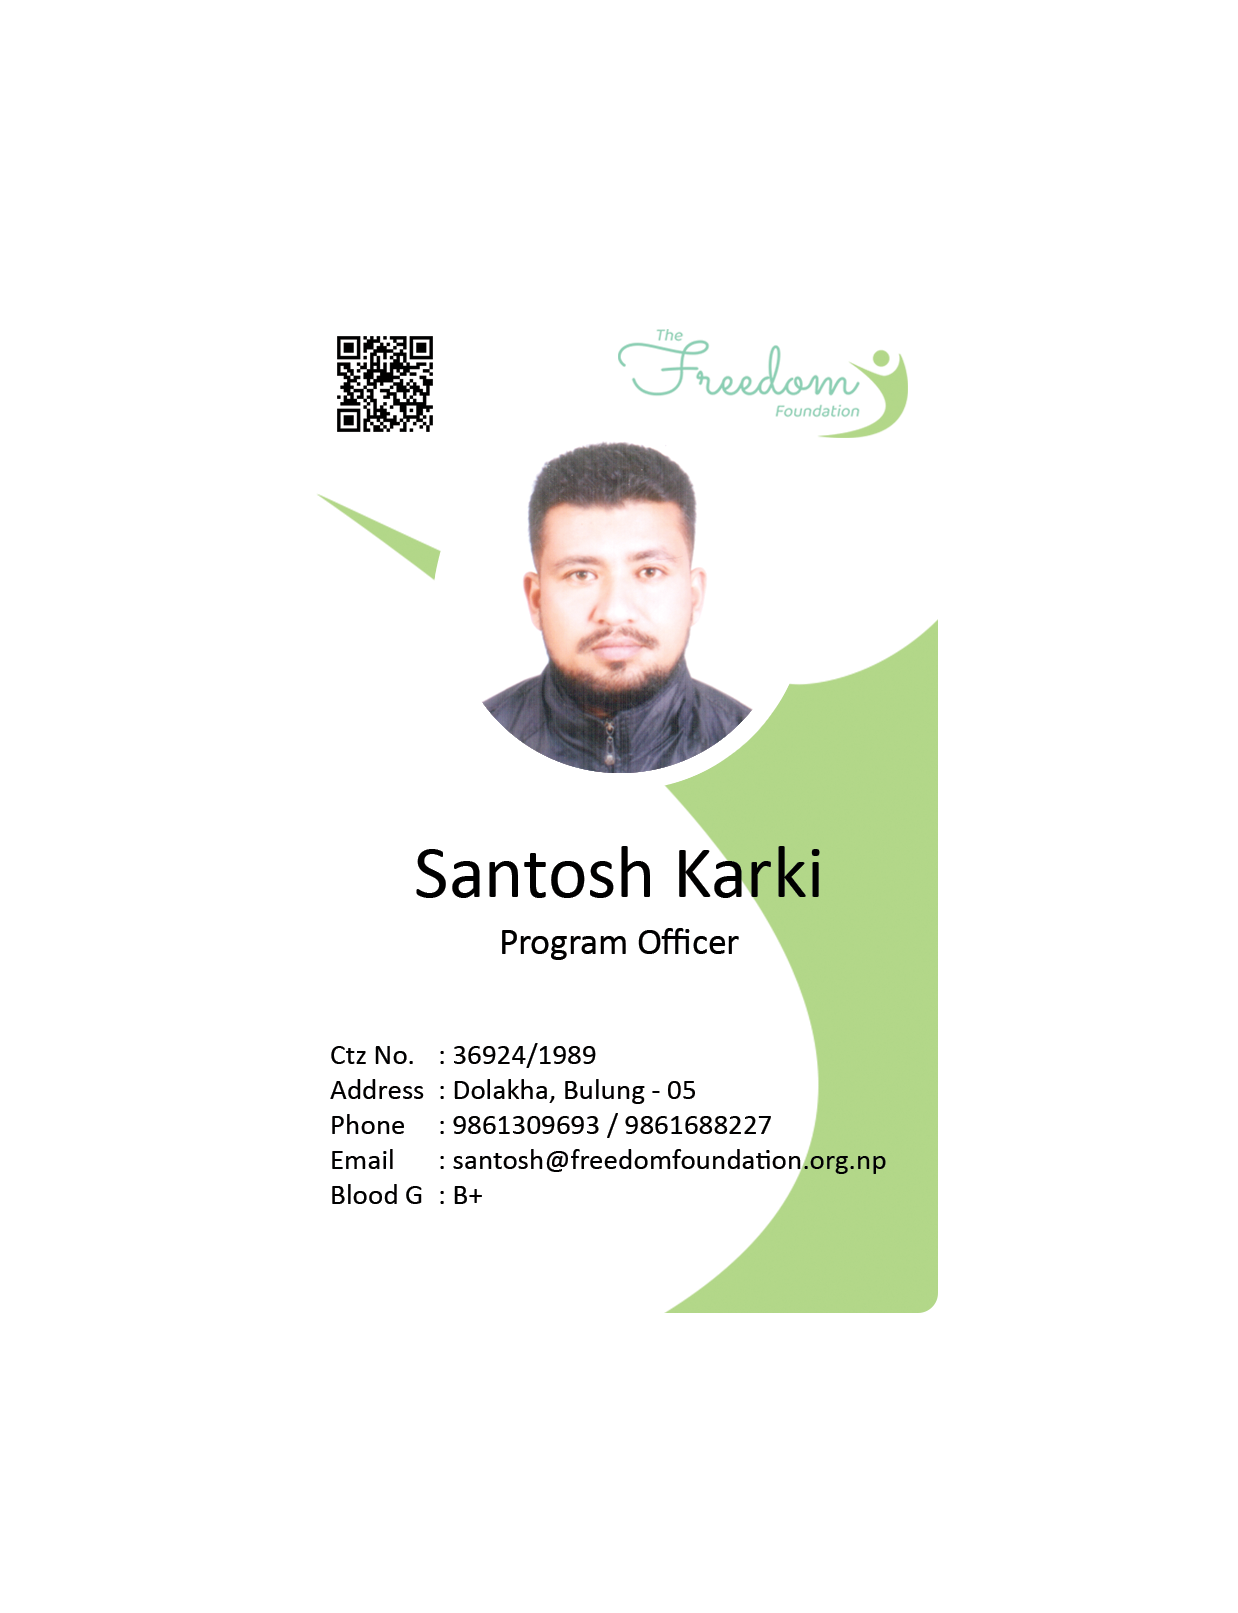 The
Freedom
Foundation
Santosh Karki
Program Officer
Ctz No. : 36924/1989
Address : Dolakha, Bulung - 05
Phone : 9861309693 / 9861688227
Email : santosh@freedomfoundation.org.np
Blood G : B+